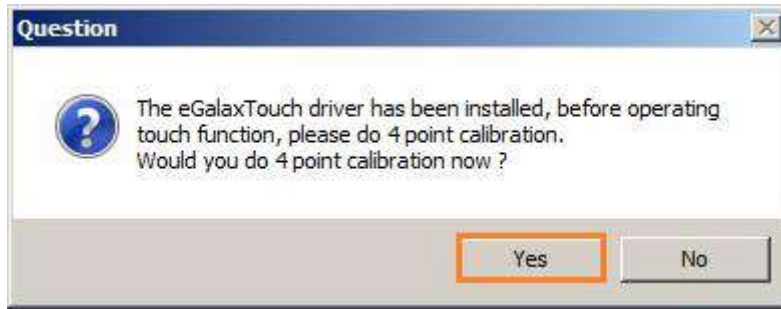 Question
The eGalaxTouch driver has been installed, before operating
touch function, please do 4 point calibration.
Would you do 4 point calibration now ?
Yes
No